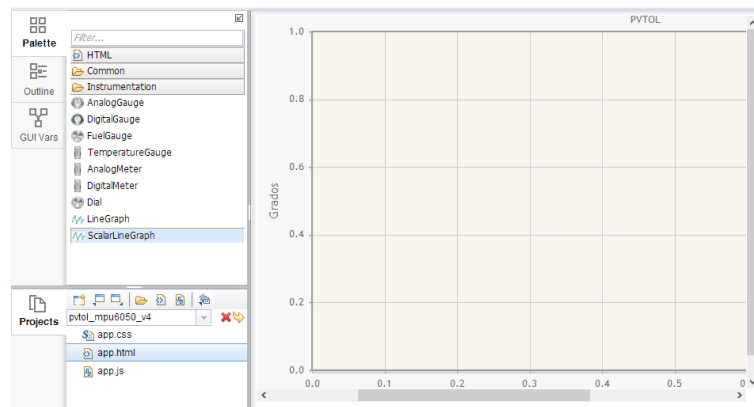 Palette
Outline
GUI Vars
Filter...
HTML
Common
Instrumentation
AnalogGauge
DigitalGauge
FuelGauge
TemperatureGauge
AnalogMeter
DigitalMeter
Dial
LineGraph
ScalarLineGraph
Projects
pvtol_mpu6050_v4
app.css
app.html
app.js
PVTOL
Grados
1.0
0.8
0.6
0.4
0.2
0.0
0.0 0.1 0.2 0.3 0.4 0.5